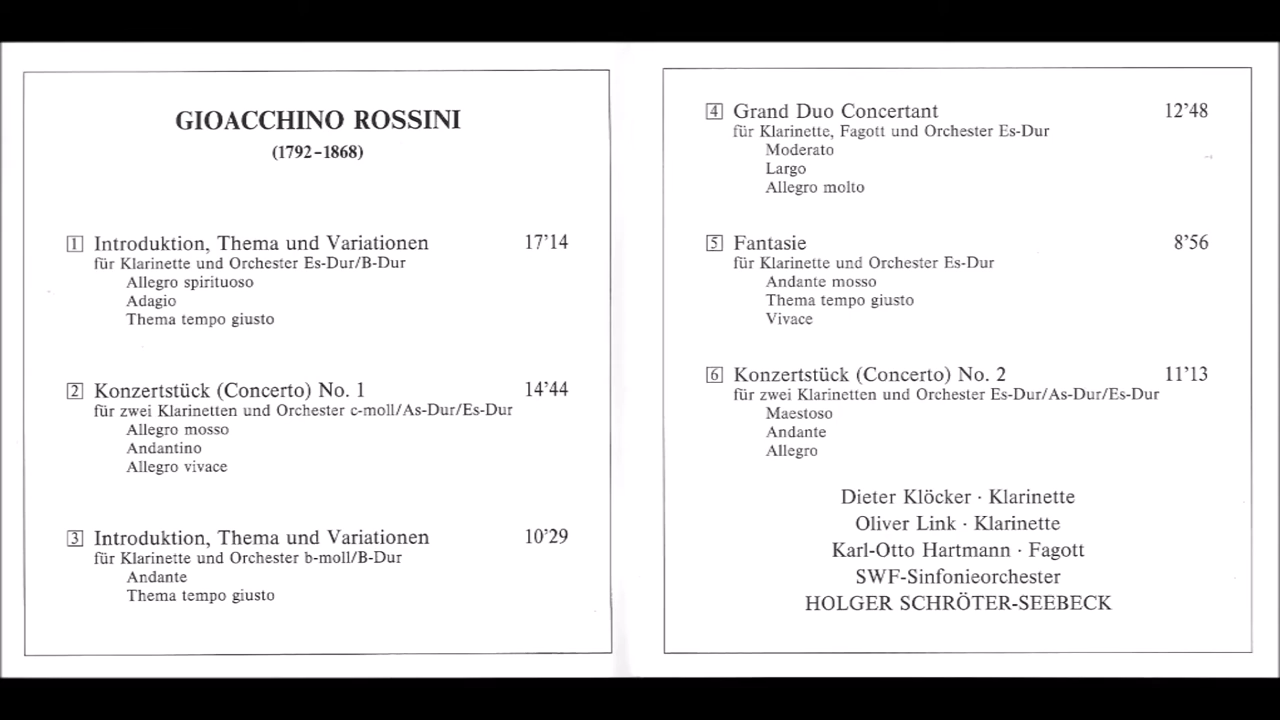 GIOACCHINO ROSSINI
(1792–1868)
1 Introduktion, Thema und Variationen 17’14
für Klarinette und Orchester Es-Dur/B-Dur
Allegro spirituoso
Adagio
Thema tempo giusto
2 Konzertstück (Concerto) No. 1 14’44
für zwei Klarinetten und Orchester c-moll/As-Dur/Es-Dur
Allegro mosso
Andantino
Allegro vivace
3 Introduktion, Thema und Variationen 10’29
für Klarinette und Orchester b-moll/B-Dur
Andante
Thema tempo giusto
4 Grand Duo Concertant 12’48
für Klarinette, Fagott und Orchester Es-Dur
Moderato
Largo
Allegro molto
5 Fantasie 8’56
für Klarinette und Orchester Es-Dur
Andante mosso
Thema tempo giusto
Vivace
6 Konzertstück (Concerto) No. 2 11’13
für zwei Klarinetten und Orchester Es-Dur/As-Dur/Es-Dur
Maestoso
Andante
Allegro
Dieter Klöcker · Klarinette
Oliver Link · Klarinette
Karl-Otto Hartmann · Fagott
SWF-Sinfonieorchester
HOLGER SCHRÖTER-SEEBECK